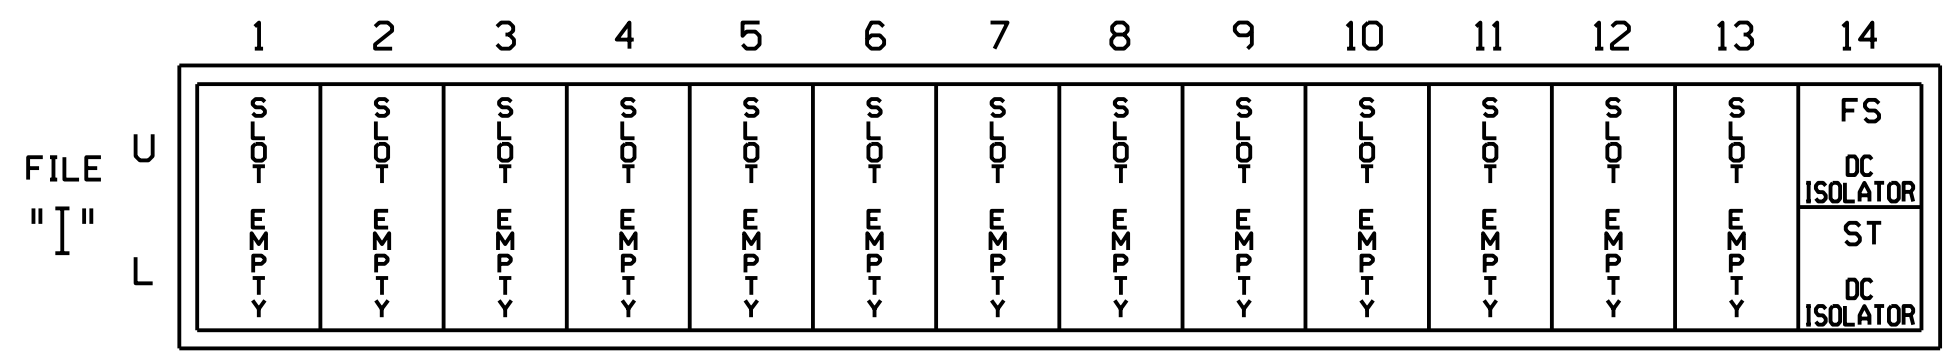 1 2 3 4 5 6 7 8 9 10 11 12 13 14
FILE
"I"
U
L
SLOT EMPTY
SLOT EMPTY
SLOT EMPTY
SLOT EMPTY
SLOT EMPTY
SLOT EMPTY
SLOT EMPTY
SLOT EMPTY
SLOT EMPTY
SLOT EMPTY
SLOT EMPTY
SLOT EMPTY
SLOT EMPTY
FS
DC
ISOLATOR
ST
DC
ISOLATOR